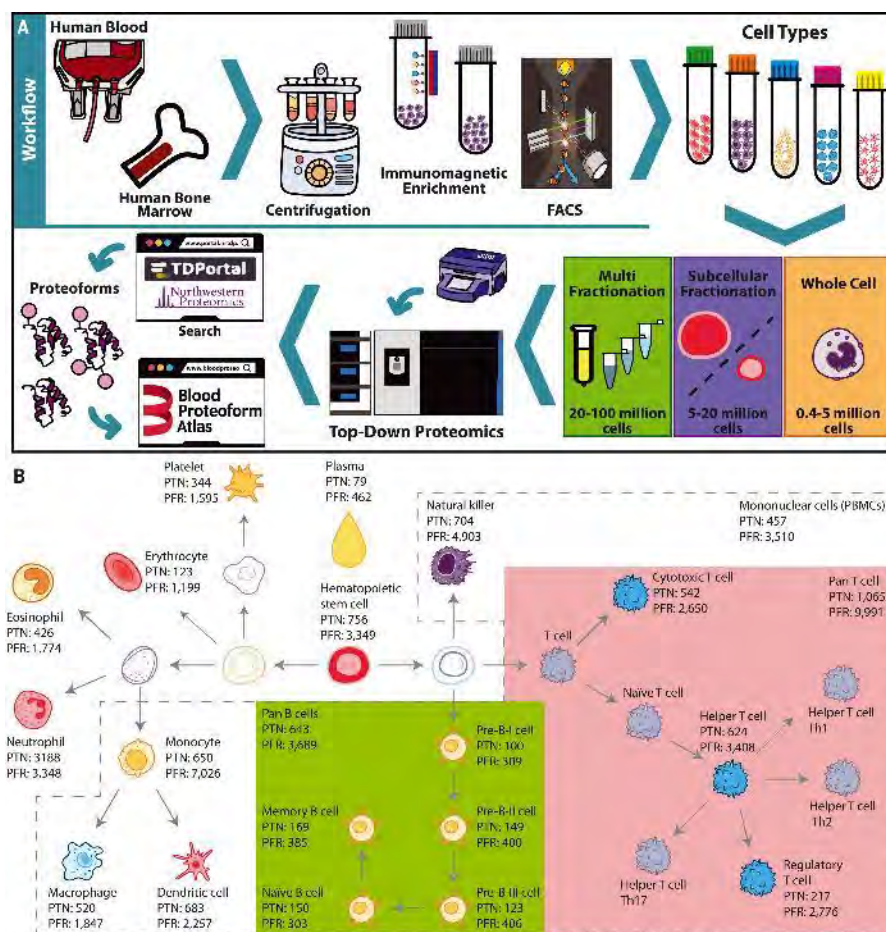 A
Workflow
Human Blood
Human Bone
Marrow
Centrifugation
Immunomagnetic
Enrichment
FACS
Cell Types
Proteoforms
TDPortal
Northwestern
Proteomics
Search
Blood
Proteoform
Atlas
Top-Down Proteomics
Multi
Fractionation
20-100 million
cells
Subcellular
Fractionation
5-20 million
cells
Whole Cell
0.4-5 million
cells
B
Platelet
PTN: 344
PFR: 1,595
Plasma
PTN: 79
PFR: 462
Natural killer
PTN: 704
PFR: 4,903
Mononuclear cells (PBMCs)
PTN: 457
PFR: 3,510
Erythrocyte
PTN: 123
PFR: 1,199
Hematopoietic
stem cell
PTN: 756
PFR: 3,349
Cytotoxic T cell
PTN: 542
PFR: 2,650
Pan T cell
PTN: 1,065
PFR: 9,991
Eosinophil
PTN: 426
PFR: 1,774
T cell
Naïve T cell
Helper T cell
PTN: 624
PFR: 3,408
Helper T cell
Th1
Neutrophil
PTN: 3188
PFR: 3,348
Monocyte
PTN: 650
PFR: 7,026
Pan B cells
PTN: 643
PFR: 3,689
Pre-B-I cell
PTN: 100
PFR: 309
Helper T cell
Th2
Memory B cell
PTN: 169
PFR: 385
Pre-B-II cell
PTN: 149
PFR: 400
Macrophage
PTN: 520
PFR: 1,847
Dendritic cell
PTN: 683
PFR: 2,257
Naïve B cell
PTN: 150
PFR: 303
Pre-B-III-cell
PTN: 123
PFR: 406
Helper T cell
Th17
Regulatory
T cell
PTN: 217
PFR: 2,776